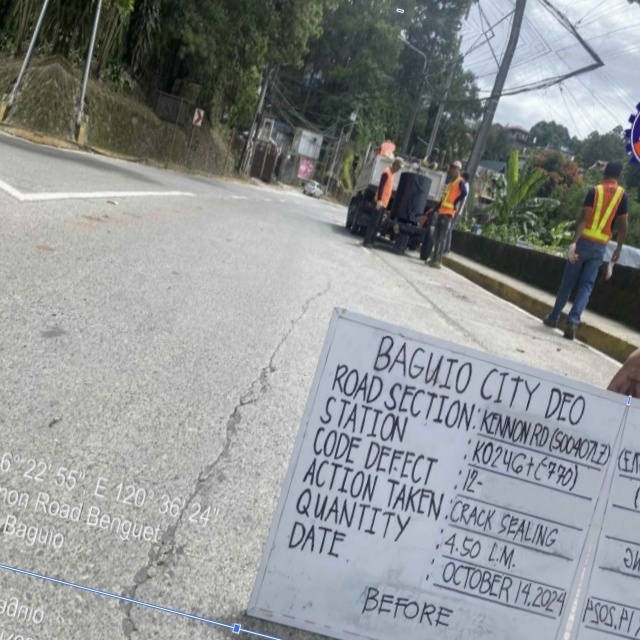 BAGUIO CITY DEO
ROAD SECTION: KENNON RD (S00407LZ)
STATION : K0246+(-770)
CODE DEFECT : 12
ACTION TAKEN : CRACK SEALING
QUANTITY : 4.50 L.M.
DATE : OCTOBER 14, 2024
BEFORE
22' 55" E 120° 36' 24"
non Road Benguet
Baguio